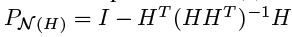 $P_{\mathcal{N}(H)} = I - H^T(HH^T)^{-1}H$